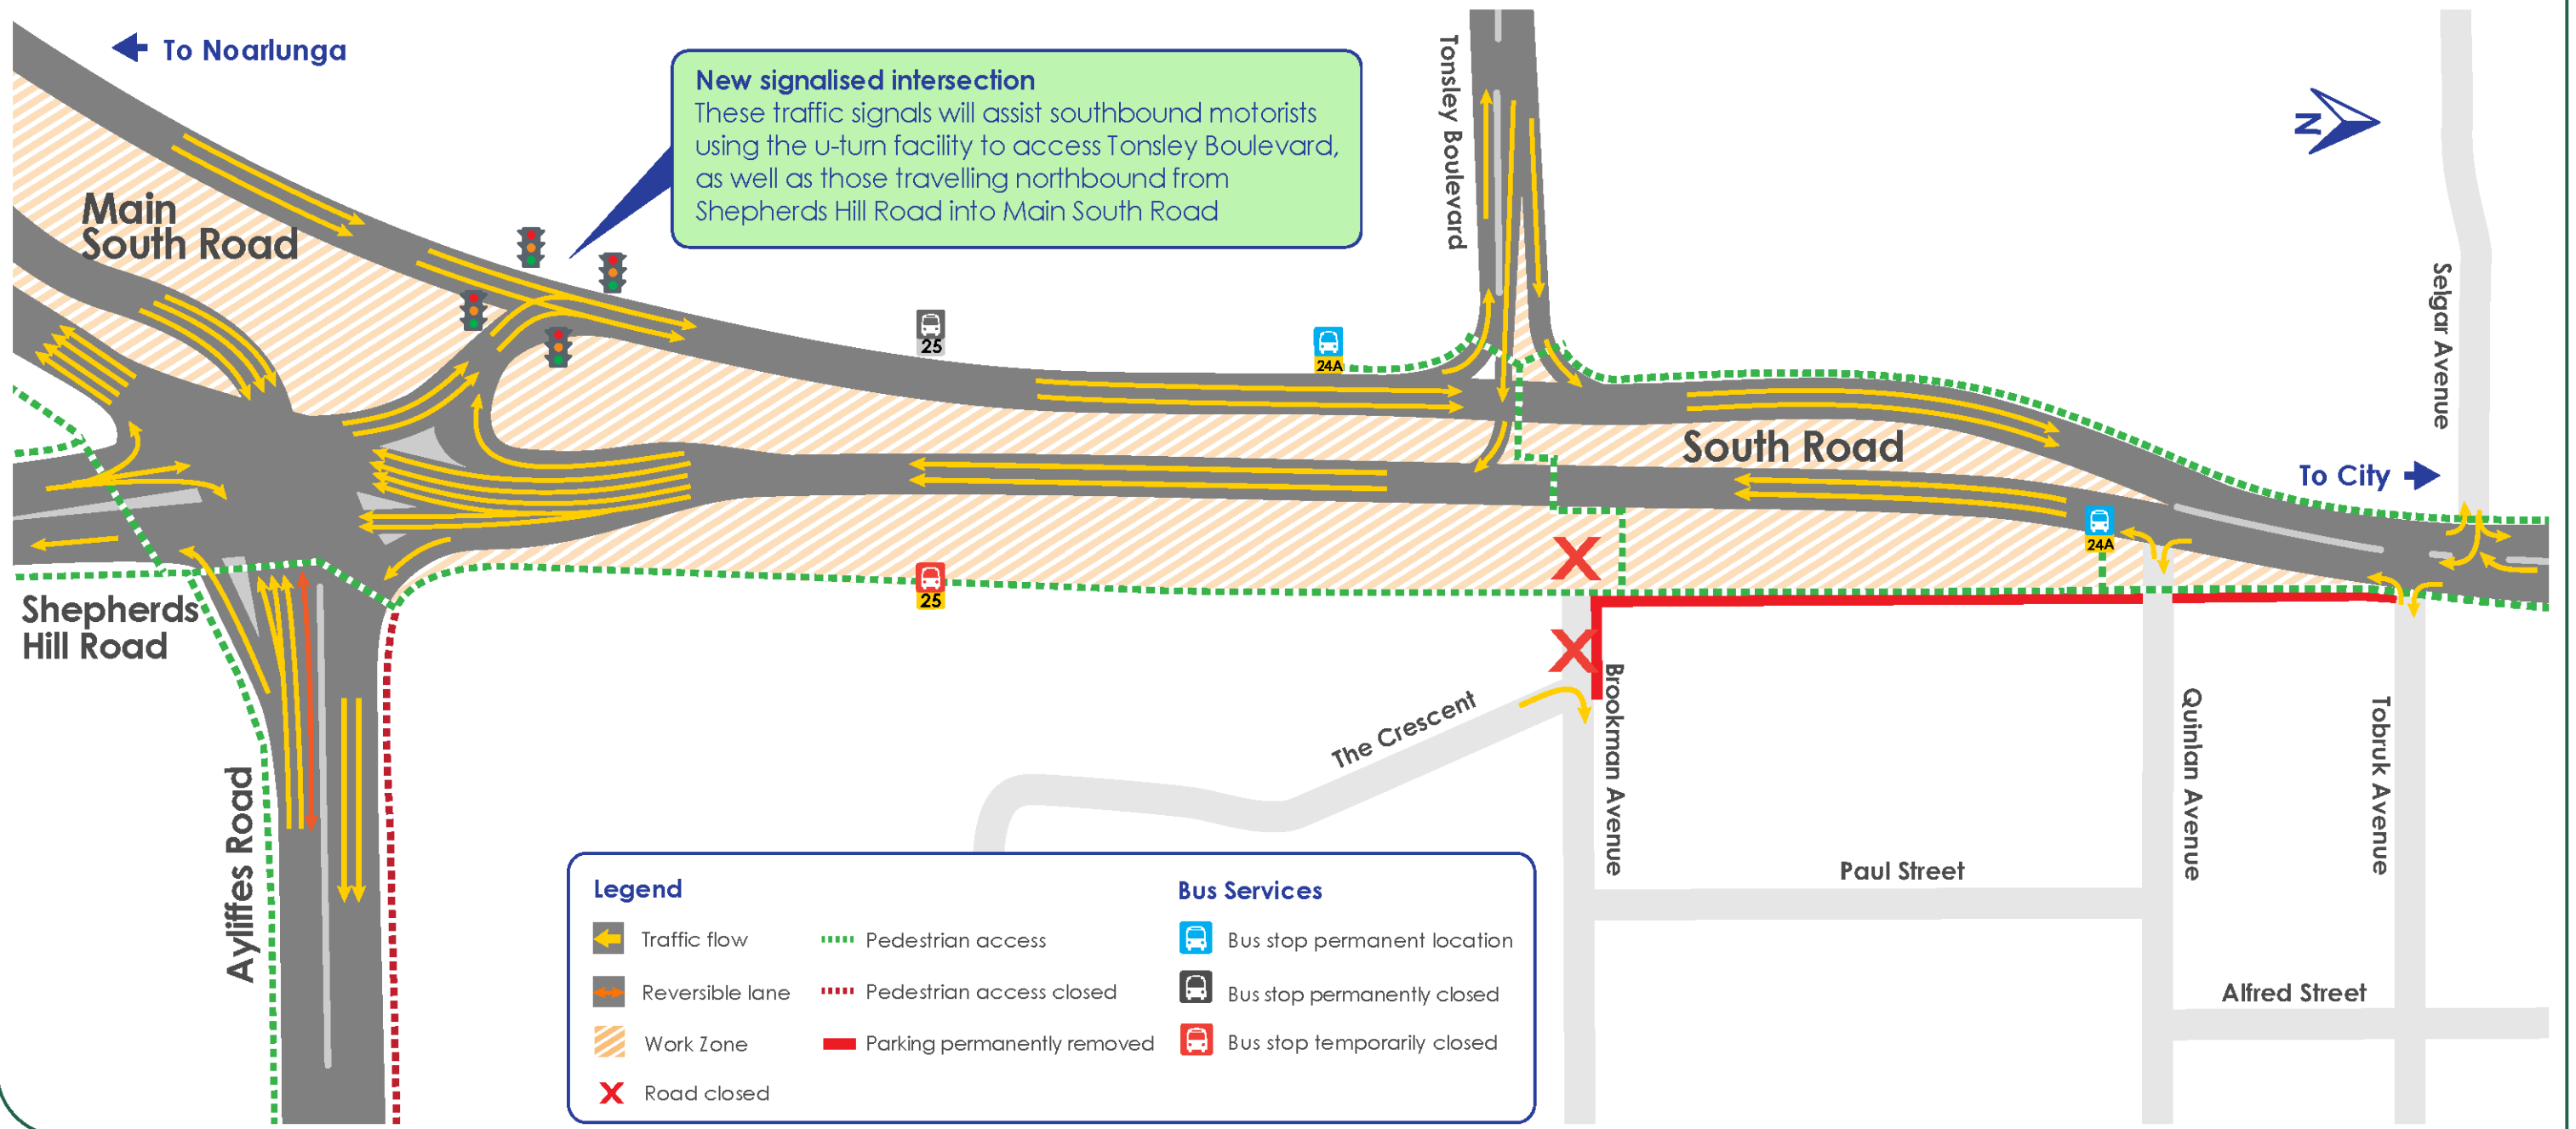 To Noarlunga
New signalised intersection
These traffic signals will assist southbound motorists
using the u-turn facility to access Tonsley Boulevard,
as well as those travelling northbound from
Shepherds Hill Road into Main South Road
Tonsley Boulevard
N
Main
South Road
Selgar Avenue
25
24A
South Road
To City
24A
25
Shepherds
Hill Road
Ayliffes Road
The Crescent
Brookman Avenue
Quinlan Avenue
Tobruk Avenue
Paul Street
Alfred Street
Legend
Traffic flow
Reversible lane
Work Zone
Road closed
Pedestrian access
Pedestrian access closed
Parking permanently removed
Bus Services
Bus stop permanent location
Bus stop permanently closed
Bus stop temporarily closed